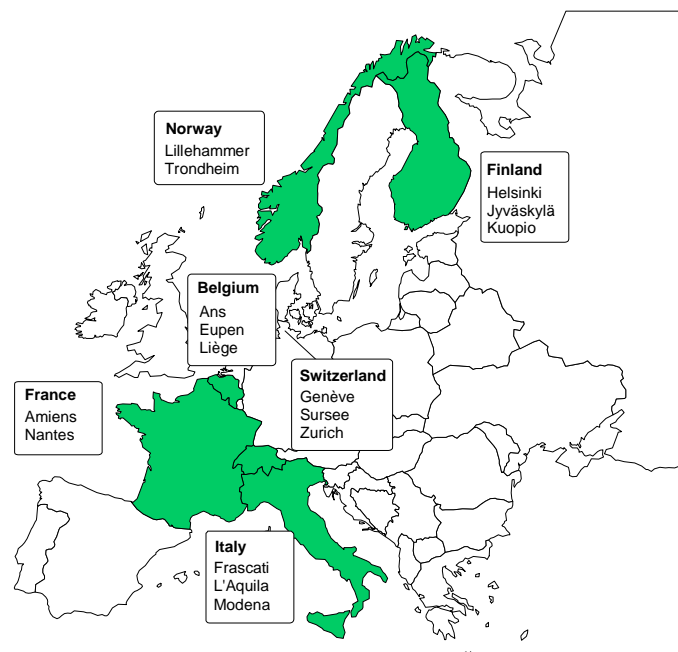 Norway
Lillehammer
Trondheim
Finland
Helsinki
Jyväskylä
Kuopio
Belgium
Ans
Eupen
Liège
Switzerland
Genève
Sursee
Zurich
France
Amiens
Nantes
Italy
Frascati
L'Aquila
Modena